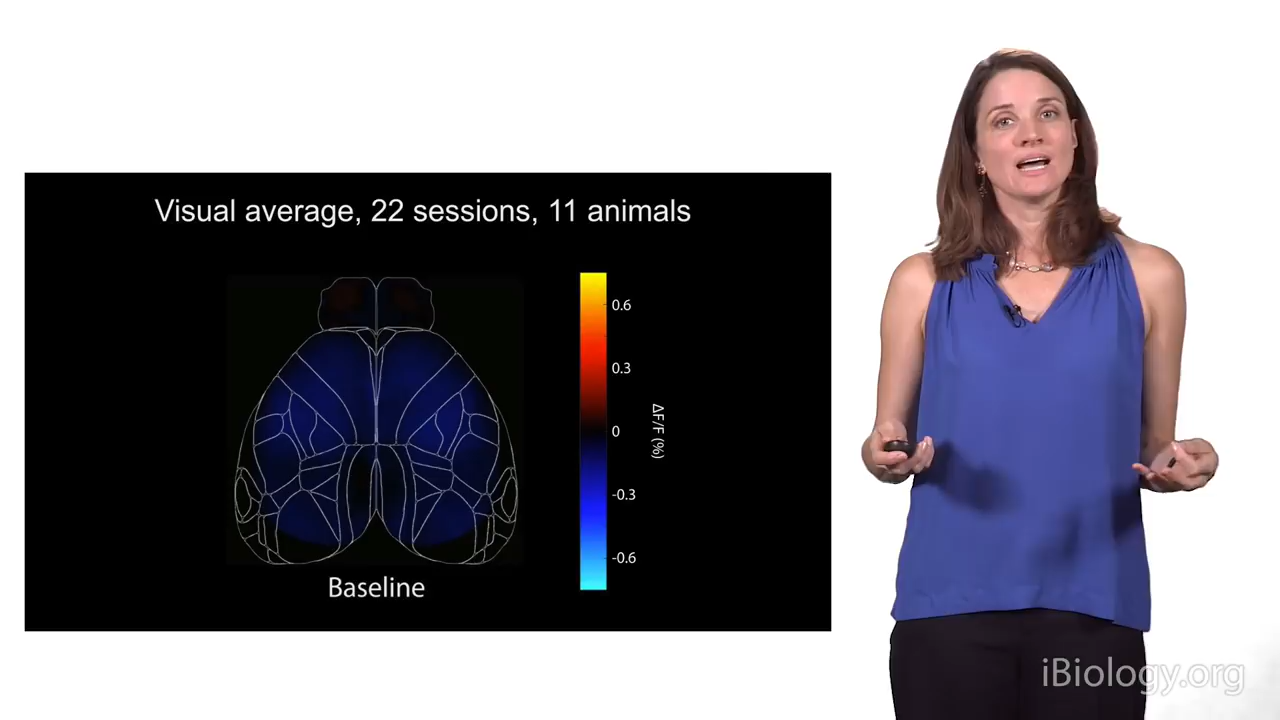 Visual average, 22 sessions, 11 animals
0.6
0.3
0
-0.3
-0.6
ΔF/F (%)
Baseline
iBiology.org